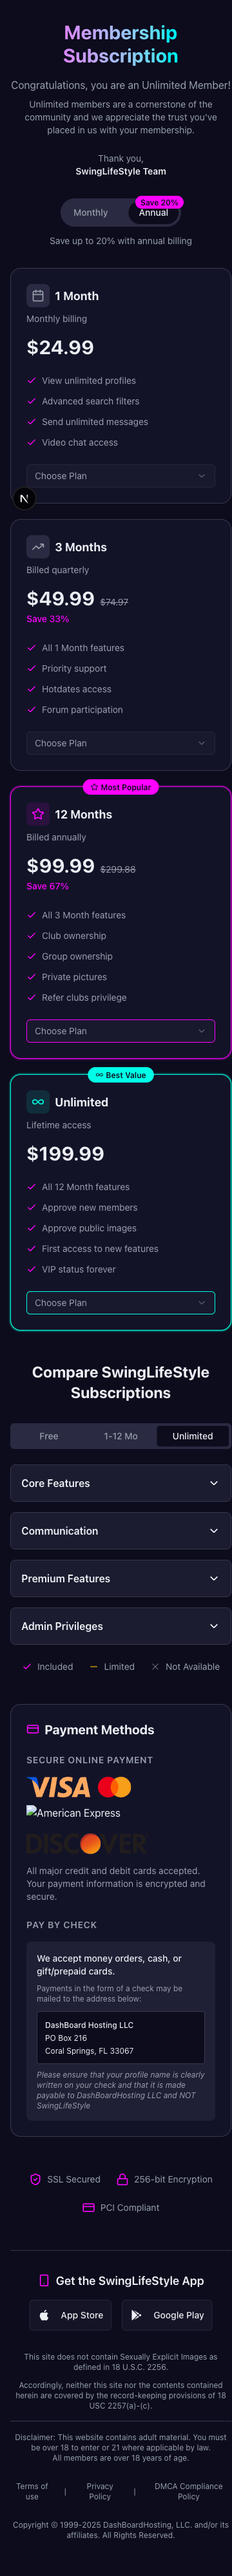 Membership
Subscription
Congratulations, you are an Unlimited Member!
Unlimited members are a cornerstone of the
community and we appreciate the trust you've
placed in us with your membership.
Thank you,
SwingLifeStyle Team
Save 20%
Monthly
Annual
Save up to 20% with annual billing
1 Month
Monthly billing
$24.99
View unlimited profiles
Advanced search filters
Send unlimited messages
Video chat access
Choose Plan
N
3 Months
Billed quarterly
$49.99 $74.97
Save 33%
All 1 Month features
Priority support
Hotdates access
Forum participation
Choose Plan
Most Popular
12 Months
Billed annually
$99.99 $299.88
Save 67%
All 3 Month features
Club ownership
Group ownership
Private pictures
Refer clubs privilege
Choose Plan
Best Value
Unlimited
Lifetime access
$199.99
All 12 Month features
Approve new members
Approve public images
First access to new features
VIP status forever
Choose Plan
Compare SwingLifeStyle
Subscriptions
Free 1-12 Mo Unlimited
Core Features
Communication
Premium Features
Admin Privileges
Included Limited Not Available
Payment Methods
SECURE ONLINE PAYMENT
VISA
American Express
DISCOVER
All major credit and debit cards accepted.
Your payment information is encrypted and
secure.
PAY BY CHECK
We accept money orders, cash, or
gift/prepaid cards.
Payments in the form of a check may be
mailed to the address below:
DashBoard Hosting LLC
PO Box 216
Coral Springs, FL 33067
Please ensure that your profile name is clearly
written on your check and that it is made
payable to DashBoardHosting LLC and NOT
SwingLifeStyle
SSL Secured 256-bit Encryption
PCI Compliant
Get the SwingLifeStyle App
App Store Google Play
This site does not contain Sexually Explicit Images as
defined in 18 U.S.C. 2256.
Accordingly, neither this site nor the contents contained
herein are covered by the record-keeping provisions of 18
USC 2257(a)-(c).
Disclaimer: This website contains adult material. You must
be over 18 to enter or 21 where applicable by law.
All members are over 18 years of age.
Terms of
use
|
Privacy
Policy
|
DMCA Compliance
Policy
Copyright © 1999-2025 DashBoardHosting, LLC. and/or its
affiliates. All Rights Reserved.